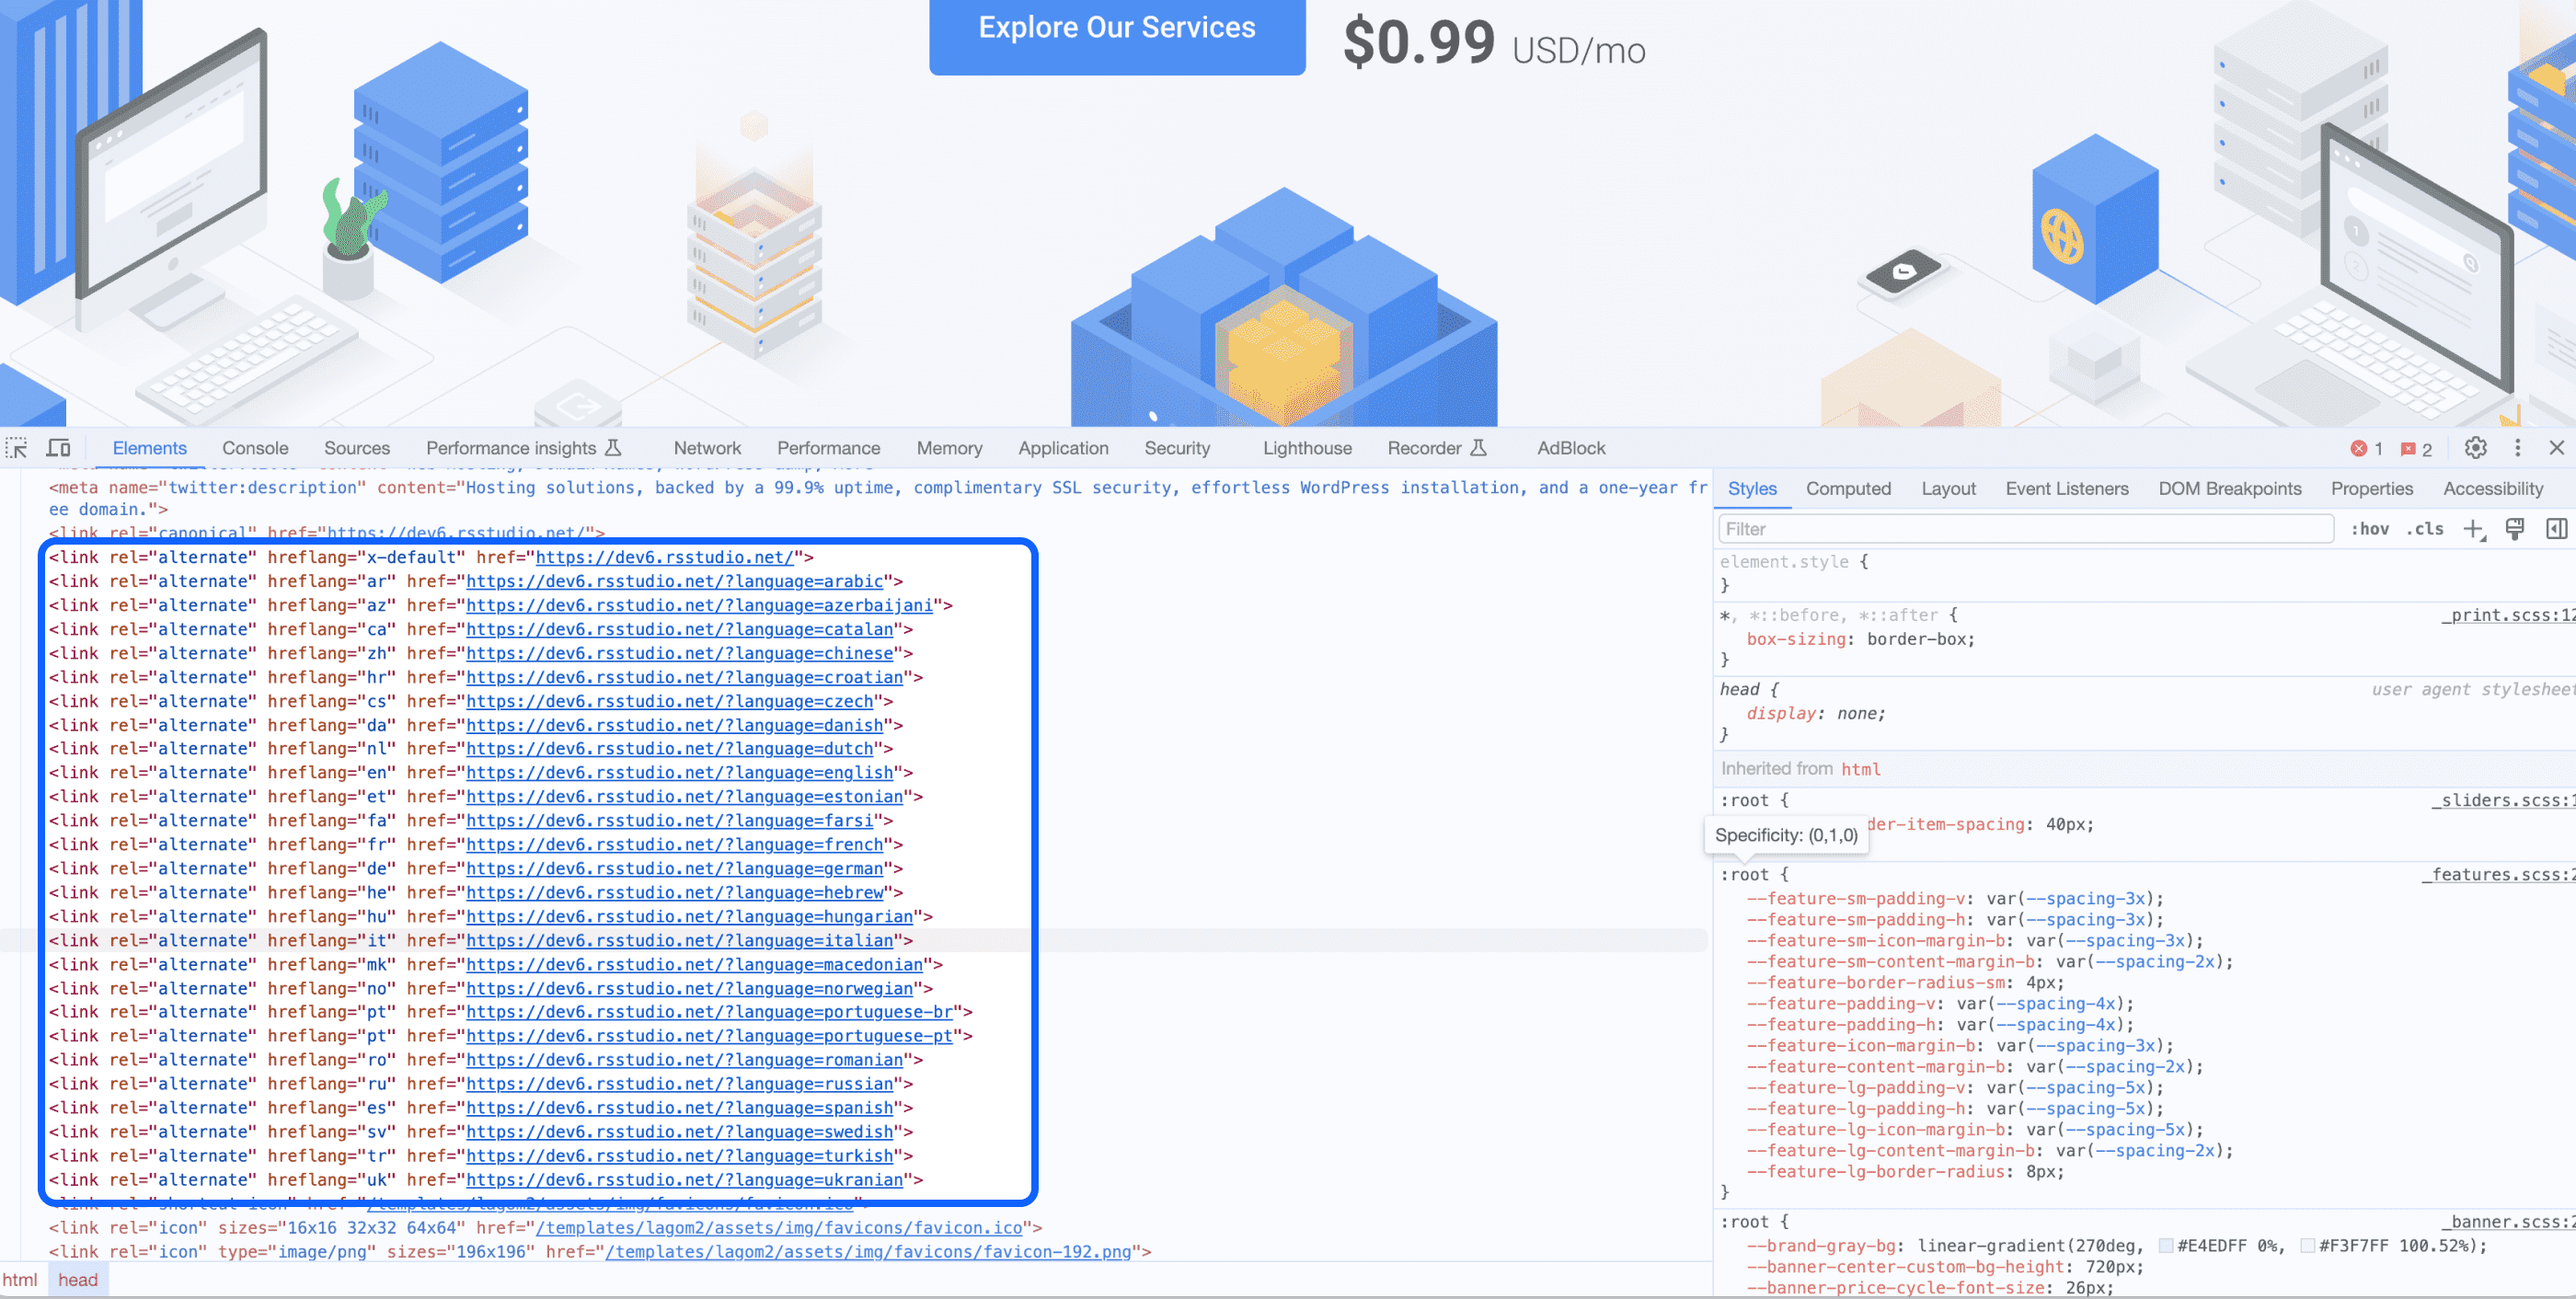 Explore Our Services
$0.99 USD/mo
Elements Console Sources Performance insights Network Performance Memory Application Security Lighthouse Recorder AdBlock 1 2
<meta name="twitter:description" content="Hosting solutions, backed by a 99.9% uptime, complimentary SSL security, effortless WordPress installation, and a one-year fr
ee domain.">
<link rel="canonical" href="https://dev6.rsstudio.net/">
<link rel="alternate" hreflang="x-default" href="https://dev6.rsstudio.net/">
<link rel="alternate" hreflang="ar" href="https://dev6.rsstudio.net/?language=arabic">
<link rel="alternate" hreflang="az" href="https://dev6.rsstudio.net/?language=azerbaijani">
<link rel="alternate" hreflang="ca" href="https://dev6.rsstudio.net/?language=catalan">
<link rel="alternate" hreflang="zh" href="https://dev6.rsstudio.net/?language=chinese">
<link rel="alternate" hreflang="hr" href="https://dev6.rsstudio.net/?language=croatian">
<link rel="alternate" hreflang="cs" href="https://dev6.rsstudio.net/?language=czech">
<link rel="alternate" hreflang="da" href="https://dev6.rsstudio.net/?language=danish">
<link rel="alternate" hreflang="nl" href="https://dev6.rsstudio.net/?language=dutch">
<link rel="alternate" hreflang="en" href="https://dev6.rsstudio.net/?language=english">
<link rel="alternate" hreflang="et" href="https://dev6.rsstudio.net/?language=estonian">
<link rel="alternate" hreflang="fa" href="https://dev6.rsstudio.net/?language=farsi">
<link rel="alternate" hreflang="fr" href="https://dev6.rsstudio.net/?language=french">
<link rel="alternate" hreflang="de" href="https://dev6.rsstudio.net/?language=german">
<link rel="alternate" hreflang="he" href="https://dev6.rsstudio.net/?language=hebrew">
<link rel="alternate" hreflang="hu" href="https://dev6.rsstudio.net/?language=hungarian">
<link rel="alternate" hreflang="it" href="https://dev6.rsstudio.net/?language=italian">
<link rel="alternate" hreflang="mk" href="https://dev6.rsstudio.net/?language=macedonian">
<link rel="alternate" hreflang="no" href="https://dev6.rsstudio.net/?language=norwegian">
<link rel="alternate" hreflang="pt" href="https://dev6.rsstudio.net/?language=portuguese-br">
<link rel="alternate" hreflang="pt" href="https://dev6.rsstudio.net/?language=portuguese-pt">
<link rel="alternate" hreflang="ro" href="https://dev6.rsstudio.net/?language=romanian">
<link rel="alternate" hreflang="ru" href="https://dev6.rsstudio.net/?language=russian">
<link rel="alternate" hreflang="es" href="https://dev6.rsstudio.net/?language=spanish">
<link rel="alternate" hreflang="sv" href="https://dev6.rsstudio.net/?language=swedish">
<link rel="alternate" hreflang="tr" href="https://dev6.rsstudio.net/?language=turkish">
<link rel="alternate" hreflang="uk" href="https://dev6.rsstudio.net/?language=ukranian">
<link rel="icon" sizes="16x16 32x32 64x64" href="/templates/lagom2/assets/img/favicons/favicon.ico">
<link rel="icon" type="image/png" sizes="196x196" href="/templates/lagom2/assets/img/favicons/favicon-192.png">
html head
Styles Computed Layout Event Listeners DOM Breakpoints Properties Accessibility
Filter :hov .cls
element.style {
}
*, *::before, *::after { _print.scss:12
box-sizing: border-box;
}
head { user agent stylesheet
display: none;
}
Inherited from html
:root { _sliders.scss:1
der-item-spacing: 40px;
Specificity: (0,1,0)
:root { _features.scss:2
--feature-sm-padding-v: var(--spacing-3x);
--feature-sm-padding-h: var(--spacing-3x);
--feature-sm-icon-margin-b: var(--spacing-3x);
--feature-sm-content-margin-b: var(--spacing-2x);
--feature-border-radius-sm: 4px;
--feature-padding-v: var(--spacing-4x);
--feature-padding-h: var(--spacing-4x);
--feature-icon-margin-b: var(--spacing-3x);
--feature-content-margin-b: var(--spacing-2x);
--feature-lg-padding-v: var(--spacing-5x);
--feature-lg-padding-h: var(--spacing-5x);
--feature-lg-icon-margin-b: var(--spacing-5x);
--feature-lg-content-margin-b: var(--spacing-2x);
--feature-lg-border-radius: 8px;
}
:root { _banner.scss:2
--brand-gray-bg: linear-gradient(270deg, #E4EDFF 0%, #F3F7FF 100.52%);
--banner-center-custom-bg-height: 720px;
--banner-price-cycle-font-size: 26px;